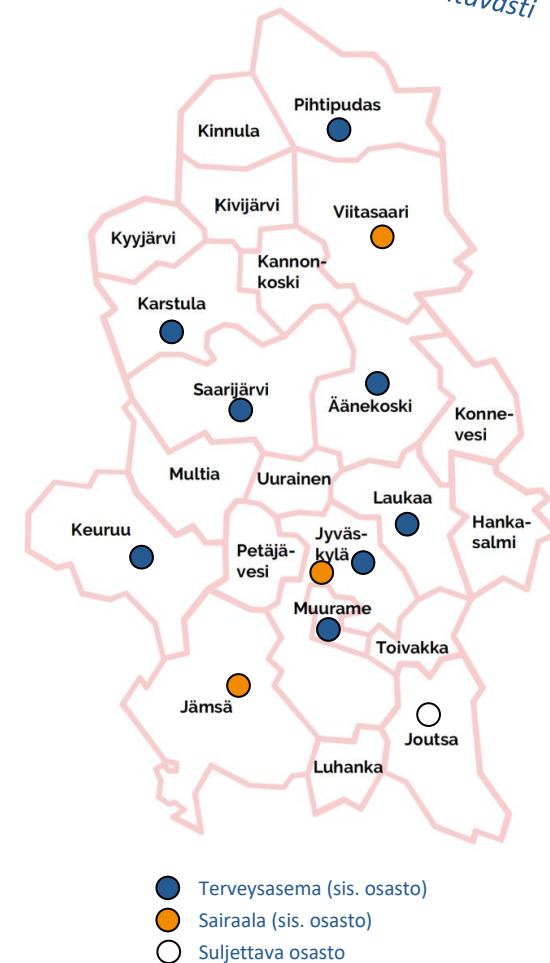 Pihtipudas
Kinnula
Kivijärvi
Viitasaari
Kyyjärvi
Kannon-
koski
Karstula
Saarijärvi
Äänekoski
Konne-
vesi
Multia
Uurainen
Laukaa
Keuruu
Petäjä-
vesi
Jyväs-
kylä
Hanka-
salmi
Muurame
Toivakka
Jämsä
Joutsa
Luhanka
Terveysasema (sis. osasto)
Sairaala (sis. osasto)
Suljettava osasto